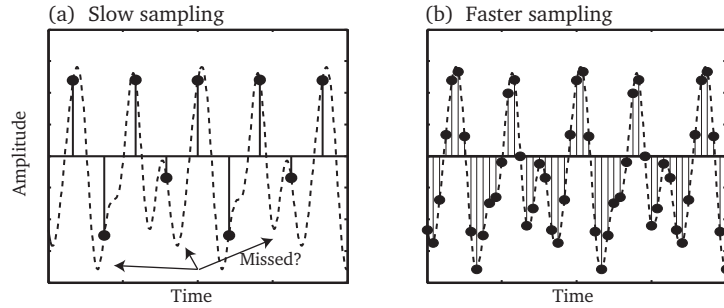 (a) Slow sampling
(b) Faster sampling
Amplitude
Missed?
Time
Time